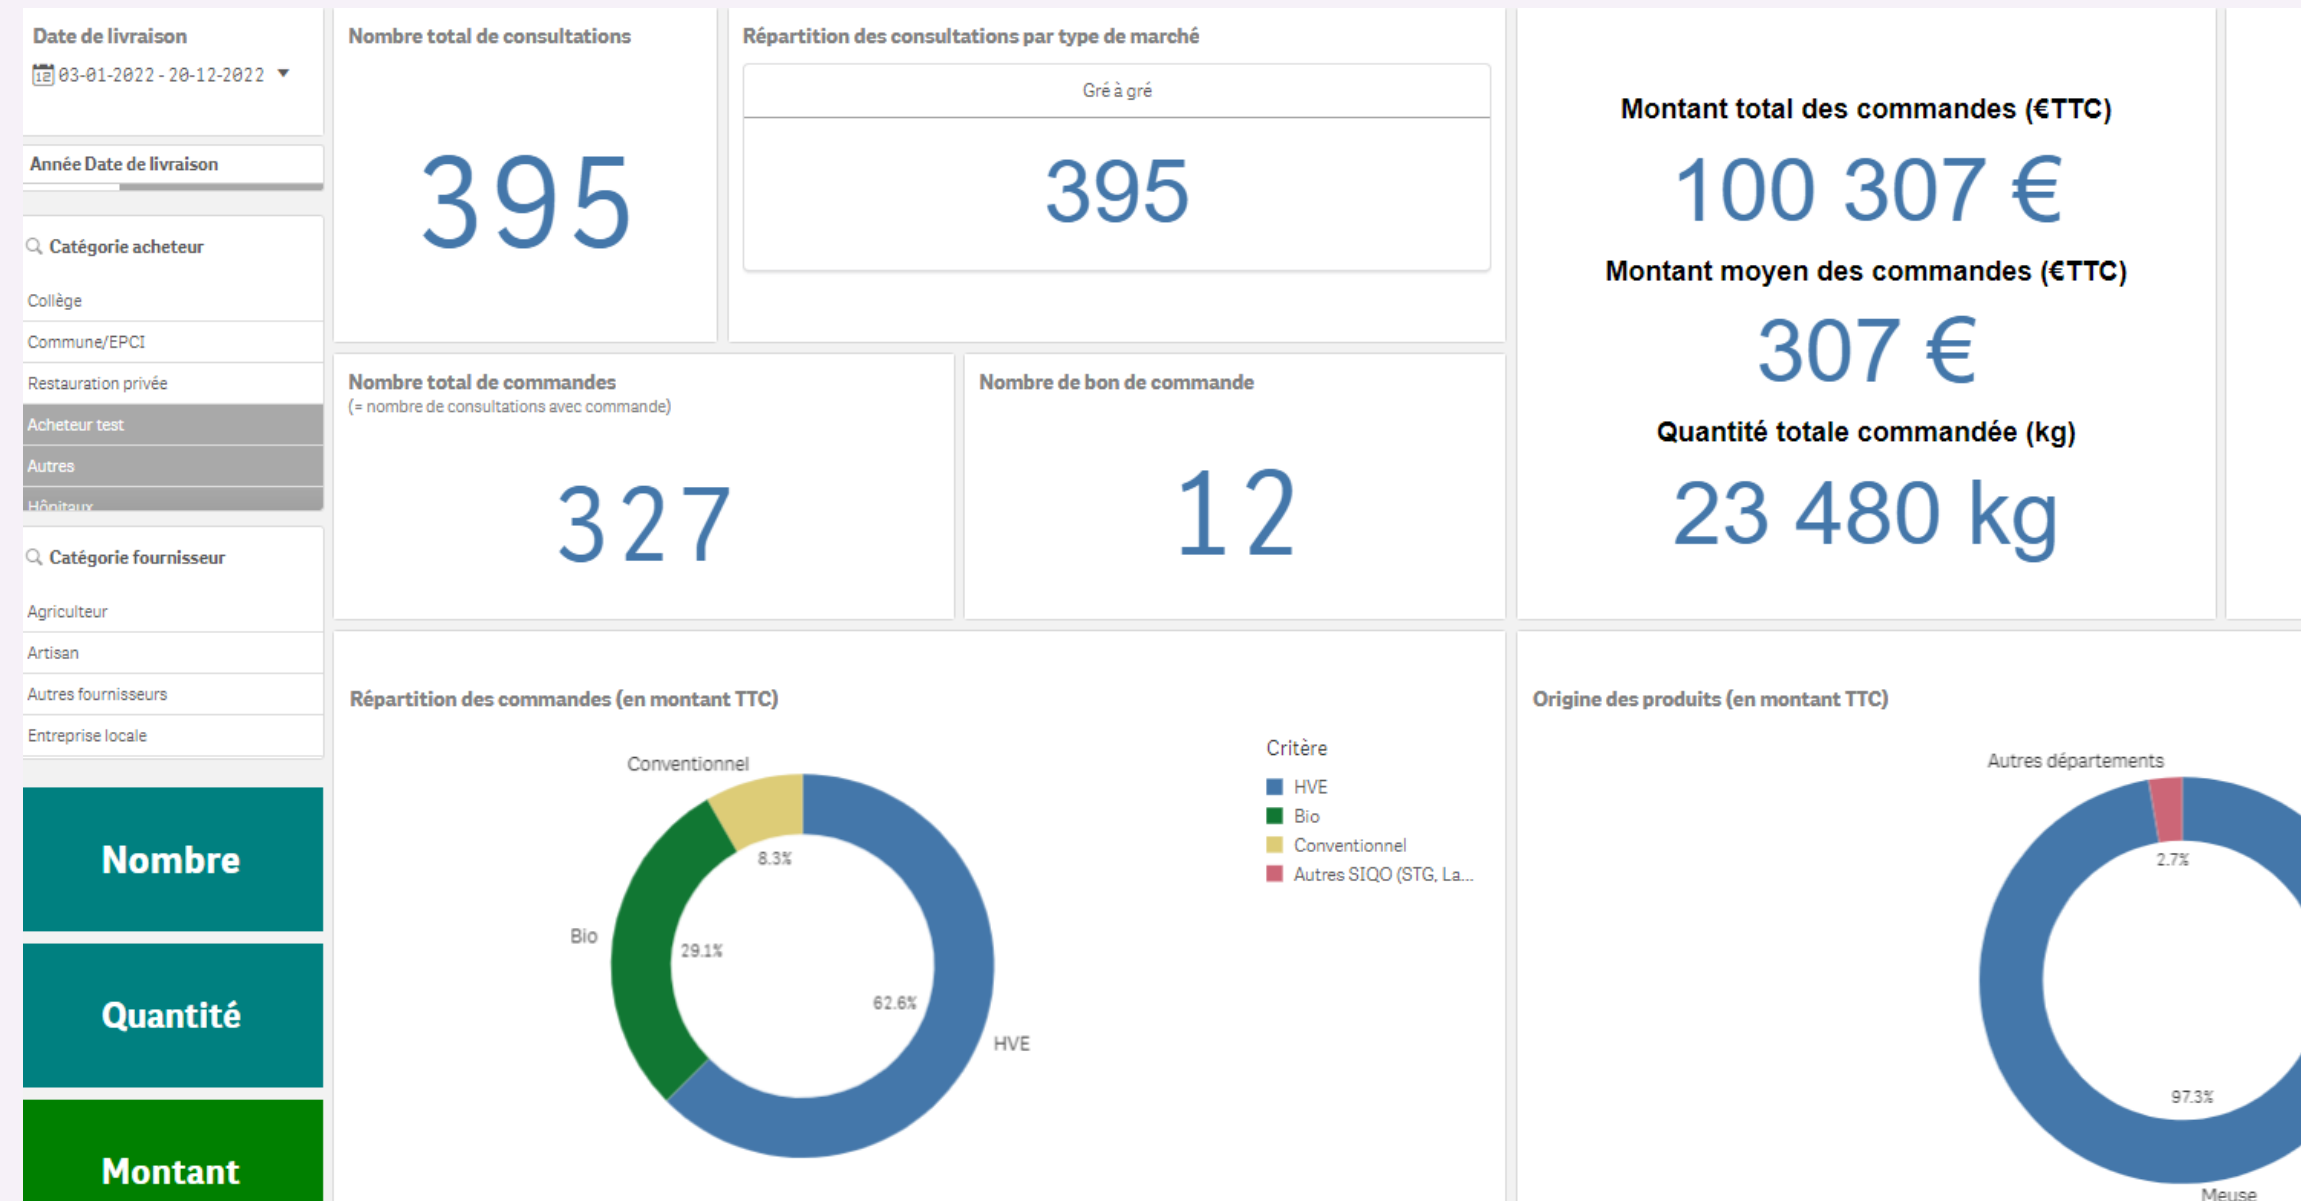 Date de livraison
03-01-2022 - 20-12-2022
Année Date de livraison
Catégorie acheteur
Collège
Commune/EPCI
Restauration privée
Acheteur test
Autres
Hôpitaux
Catégorie fournisseur
Agriculteur
Artisan
Autres fournisseurs
Entreprise locale
Nombre
Quantité
Montant
Nombre total de consultations
395
Répartition des consultations par type de marché
Gré à gré
395
Montant total des commandes (€TTC)
100 307 €
Montant moyen des commandes (€TTC)
307 €
Quantité totale commandée (kg)
23 480 kg
Nombre total de commandes
(= nombre de consultations avec commande)
327
Nombre de bon de commande
12
Répartition des commandes (en montant TTC)
Conventionnel
8.3%
Bio
29.1%
62.6%
HVE
Critère
HVE
Bio
Conventionnel
Autres SIQO (STG, La...
Origine des produits (en montant TTC)
Autres départements
2.7%
97.3%
Meuse